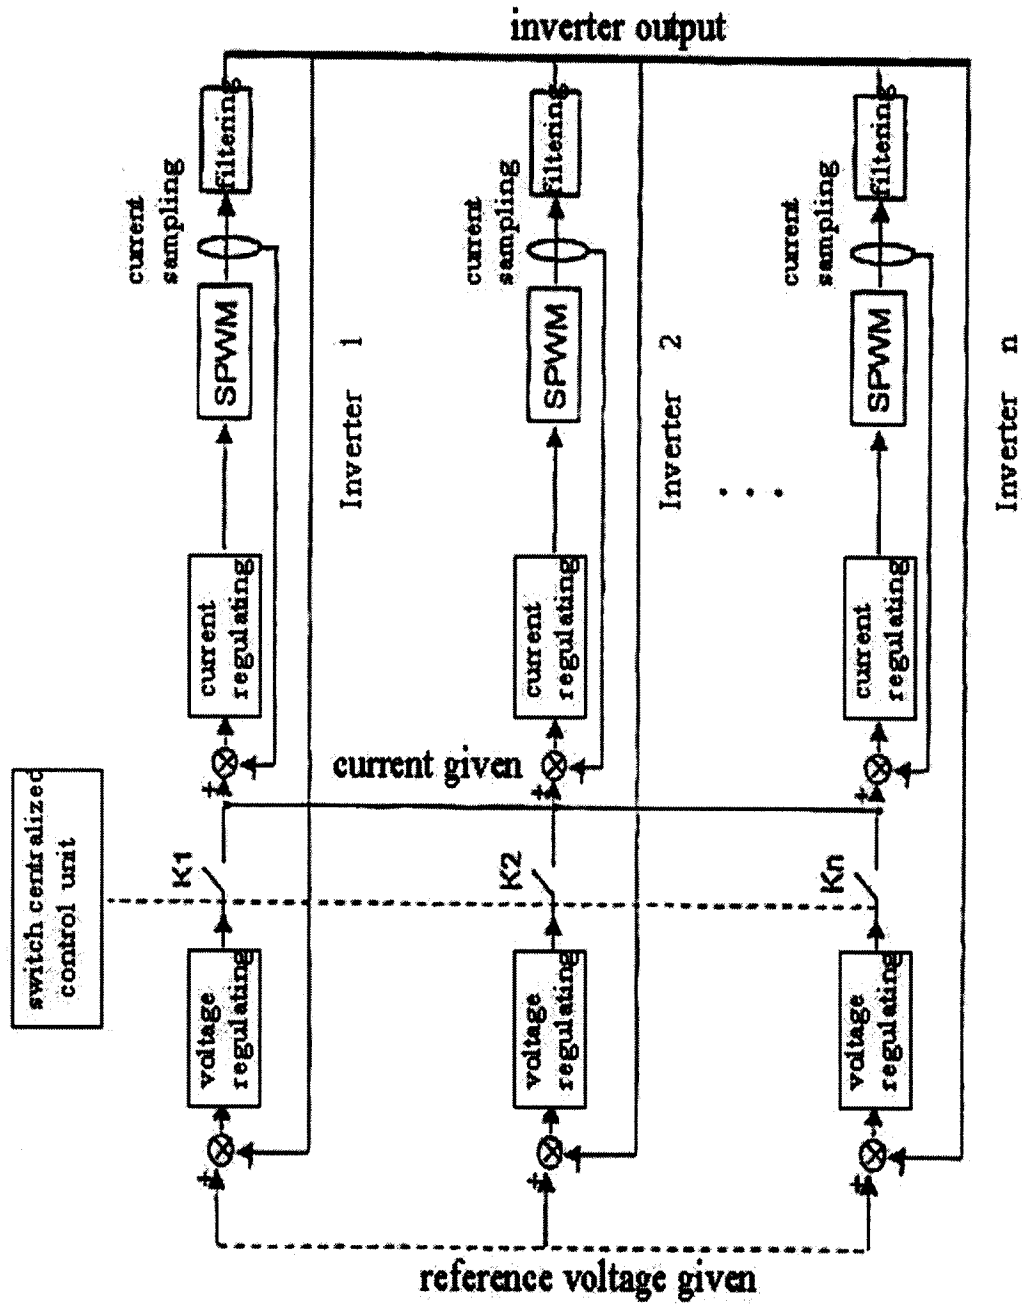 inverter output
filtering
filtering
filtering
current
sampling
current
sampling
current
sampling
SPWM
SPWM
SPWM
Inverter 1
Inverter 2
. . .
Inverter n
current
regulating
current
regulating
current
regulating
current given
+
+
+
switch centralized
control unit
K1
K2
Kn
voltage
regulating
voltage
regulating
voltage
regulating
+
+
+
reference voltage given